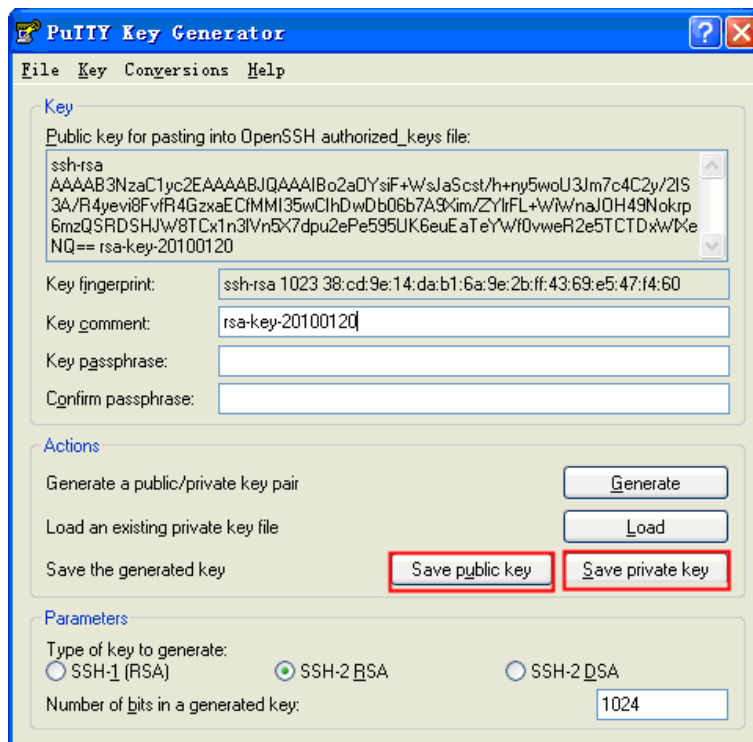 PuTTY Key Generator
File Key Conversions Help
Key
Public key for pasting into OpenSSH authorized_keys file:
ssh-rsa
AAAAB3NzaC1yc2EAAAABJQAAAIBo2a0YsiF+WsJaScst/h+ny5woU3Jm7c4C2y/2lS
3A/R4yevi8FvfR4GzxaECfMMI35wClhDwDb06b7A9Xim/ZYlrFL+WiWnaJOH49Nokrp
6mzQSRDSHJW8TCx1n3lVn5X7dpu2ePe595UK6euEaTeYWf0vweR2e5TCTDxWlXe
NQ== rsa-key-20100120
Key fingerprint: ssh-rsa 1023 38:cd:9e:14:da:b1:6a:9e:2b:ff:43:69:e5:47:f4:60
Key comment: rsa-key-20100120
Key passphrase:
Confirm passphrase:
Actions
Generate a public/private key pair Generate
Load an existing private key file Load
Save the generated key Save public key Save private key
Parameters
Type of key to generate:
SSH-1 (RSA) SSH-2 RSA SSH-2 DSA
Number of bits in a generated key: 1024